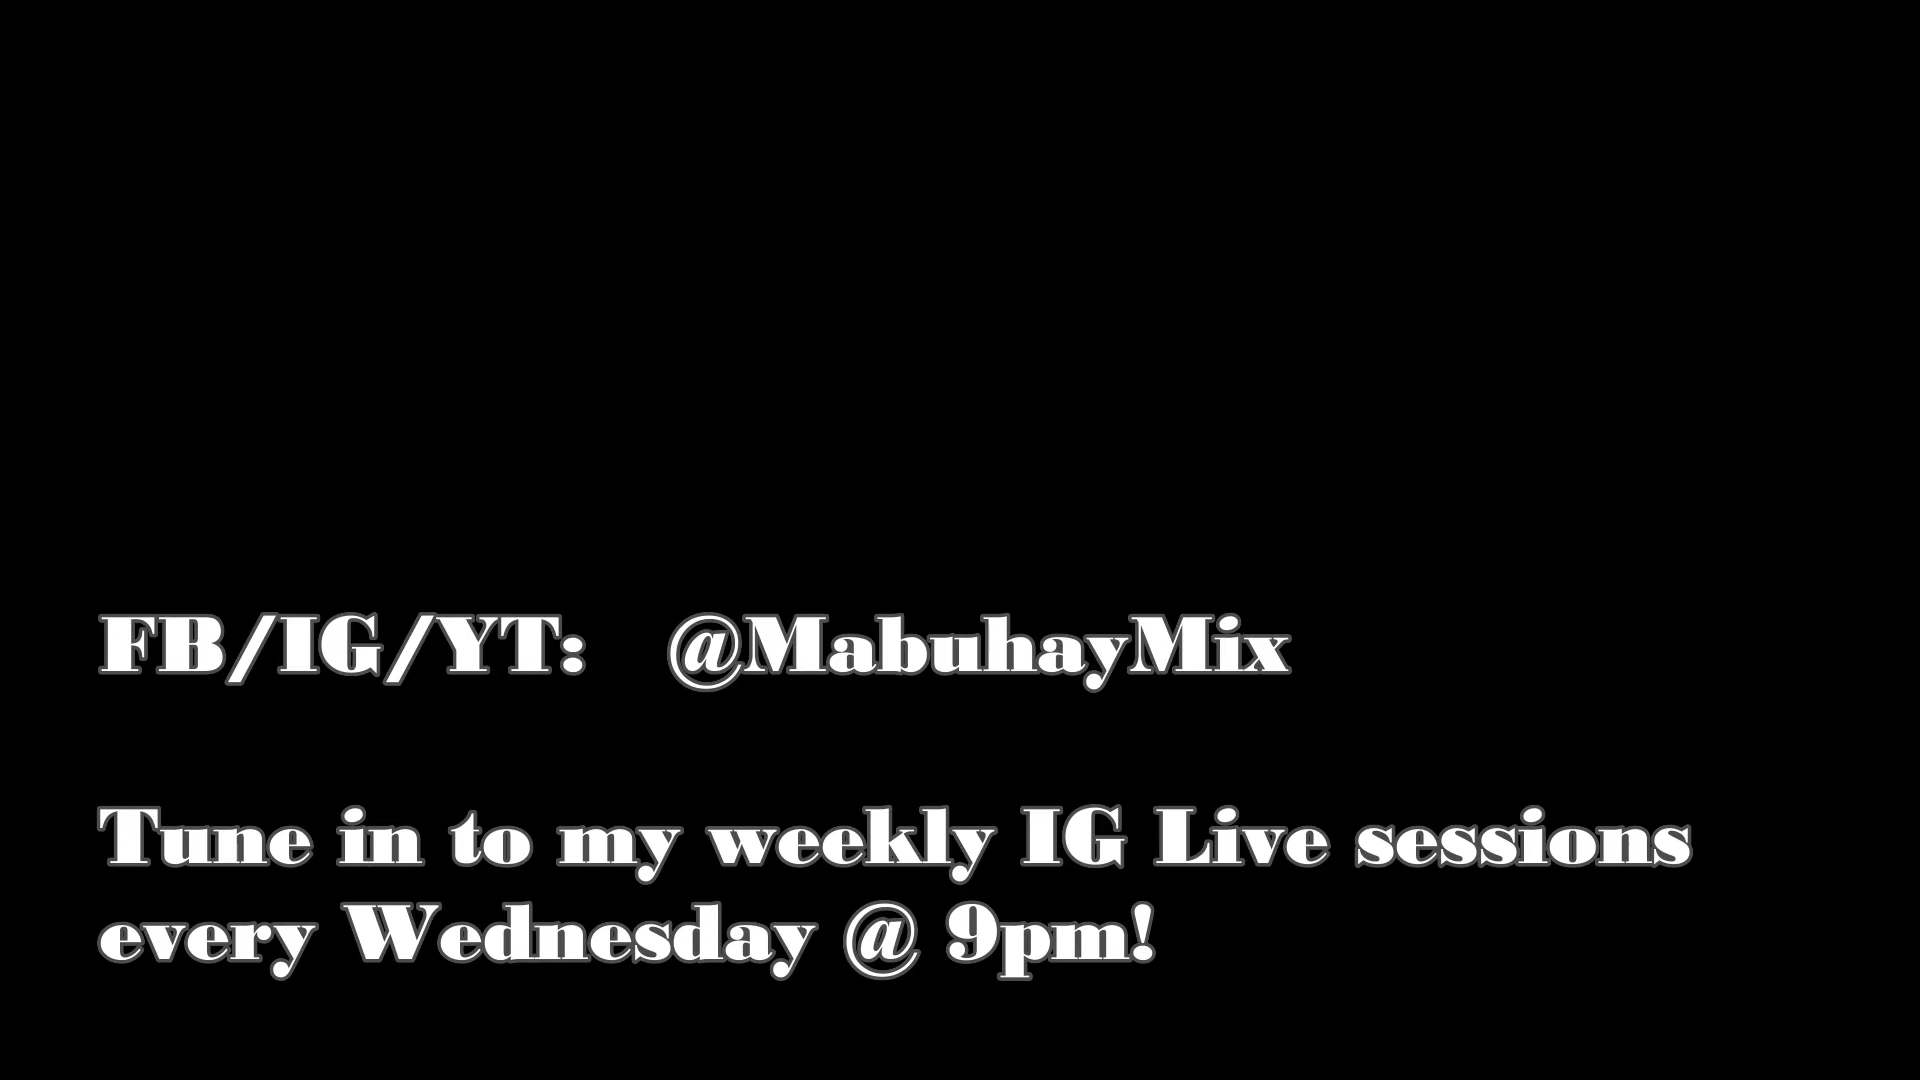 FB/IG/YT: @MabuhayMix
Tune in to my weekly IG Live sessions
every Wednesday @ 9pm!